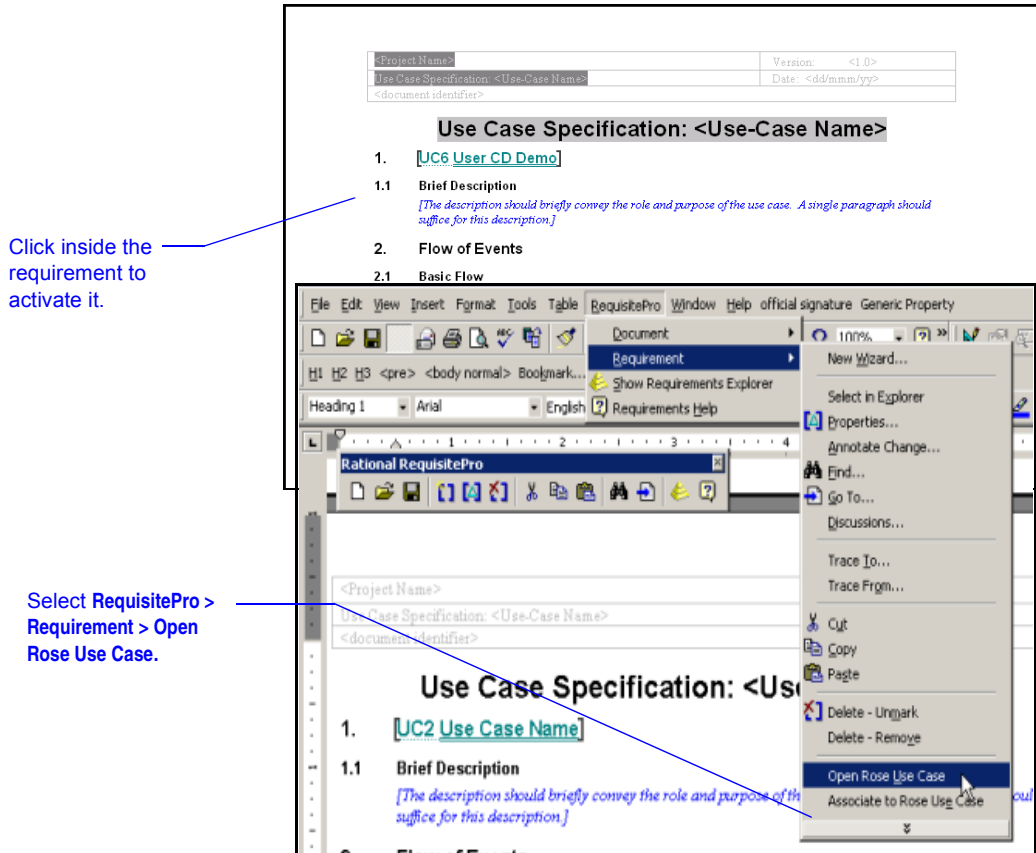 <Project Name> Version: <1.0>
Use Case Specification: <Use-Case Name> Date: <dd/mmm/yy>
<document identifier>
Use Case Specification: <Use-Case Name>
1. [UC6 User CD Demo]
1.1 Brief Description
[The description should briefly convey the role and purpose of the use case. A single paragraph should
suffice for this description.]
2. Flow of Events
2.1 Basic Flow
Click inside the
requirement to
activate it.
File Edit View Insert Format Tools Table RequisitePro Window Help official signature Generic Property
100%
H1 H2 H3 <pre> <body normal> Bookmark...
Heading 1 Arial English
Document
Requirement
Show Requirements Explorer
Requirements Help
New Wizard...
Select in Explorer
Properties...
Annotate Change...
Find...
Go To...
Discussions...
Trace To...
Trace From...
Cut
Copy
Paste
Delete - Unmark
Delete - Remove
Open Rose Use Case
Associate to Rose Use Case
1 2 3 4
Rational RequisitePro
<Project Name>
Use Case Specification: <Use-Case Name>
<document identifier>
Select RequisitePro >
Requirement > Open
Rose Use Case.
Use Case Specification: <Us
1. [UC2 Use Case Name]
1.1 Brief Description
[The description should briefly convey the role and purpose of th
suffice for this description.]